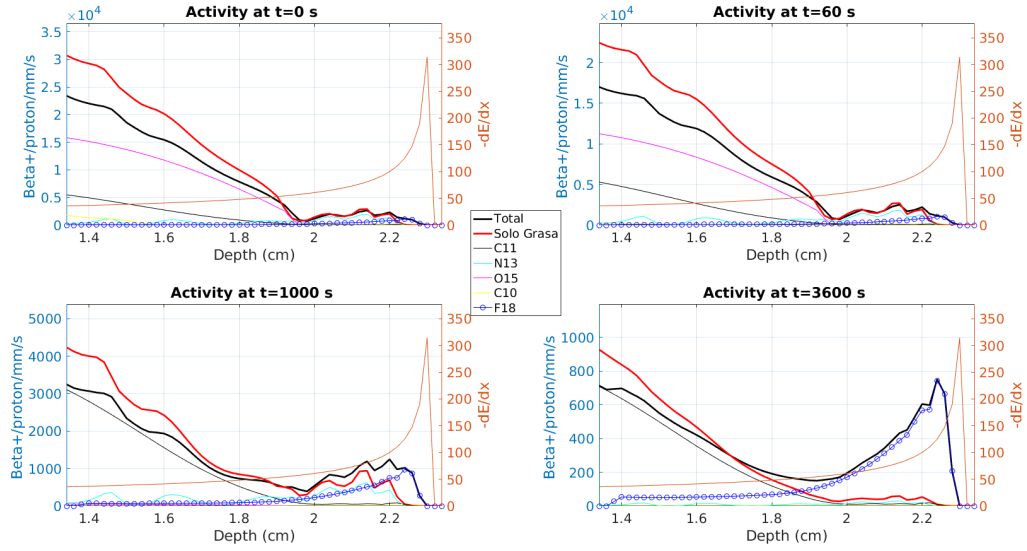 Activity at t=0 s
×10⁴
3.5
3
2.5
2
1.5
1
0.5
0
Beta+/proton/mm/s
350
300
250
200
150
100
50
0
-dE/dx
1.4 1.6 1.8 2 2.2
Depth (cm)
Activity at t=60 s
×10⁴
2
1.5
1
0.5
0
Beta+/proton/mm/s
350
300
250
200
150
100
50
0
-dE/dx
1.4 1.6 1.8 2 2.2
Depth (cm)
Total
Solo Grasa
C11
N13
O15
C10
F18
Activity at t=1000 s
5000
4000
3000
2000
1000
0
Beta+/proton/mm/s
350
300
250
200
150
100
50
0
-dE/dx
1.4 1.6 1.8 2 2.2
Depth (cm)
Activity at t=3600 s
1000
800
600
400
200
0
Beta+/proton/mm/s
350
300
250
200
150
100
50
0
-dE/dx
1.4 1.6 1.8 2 2.2
Depth (cm)